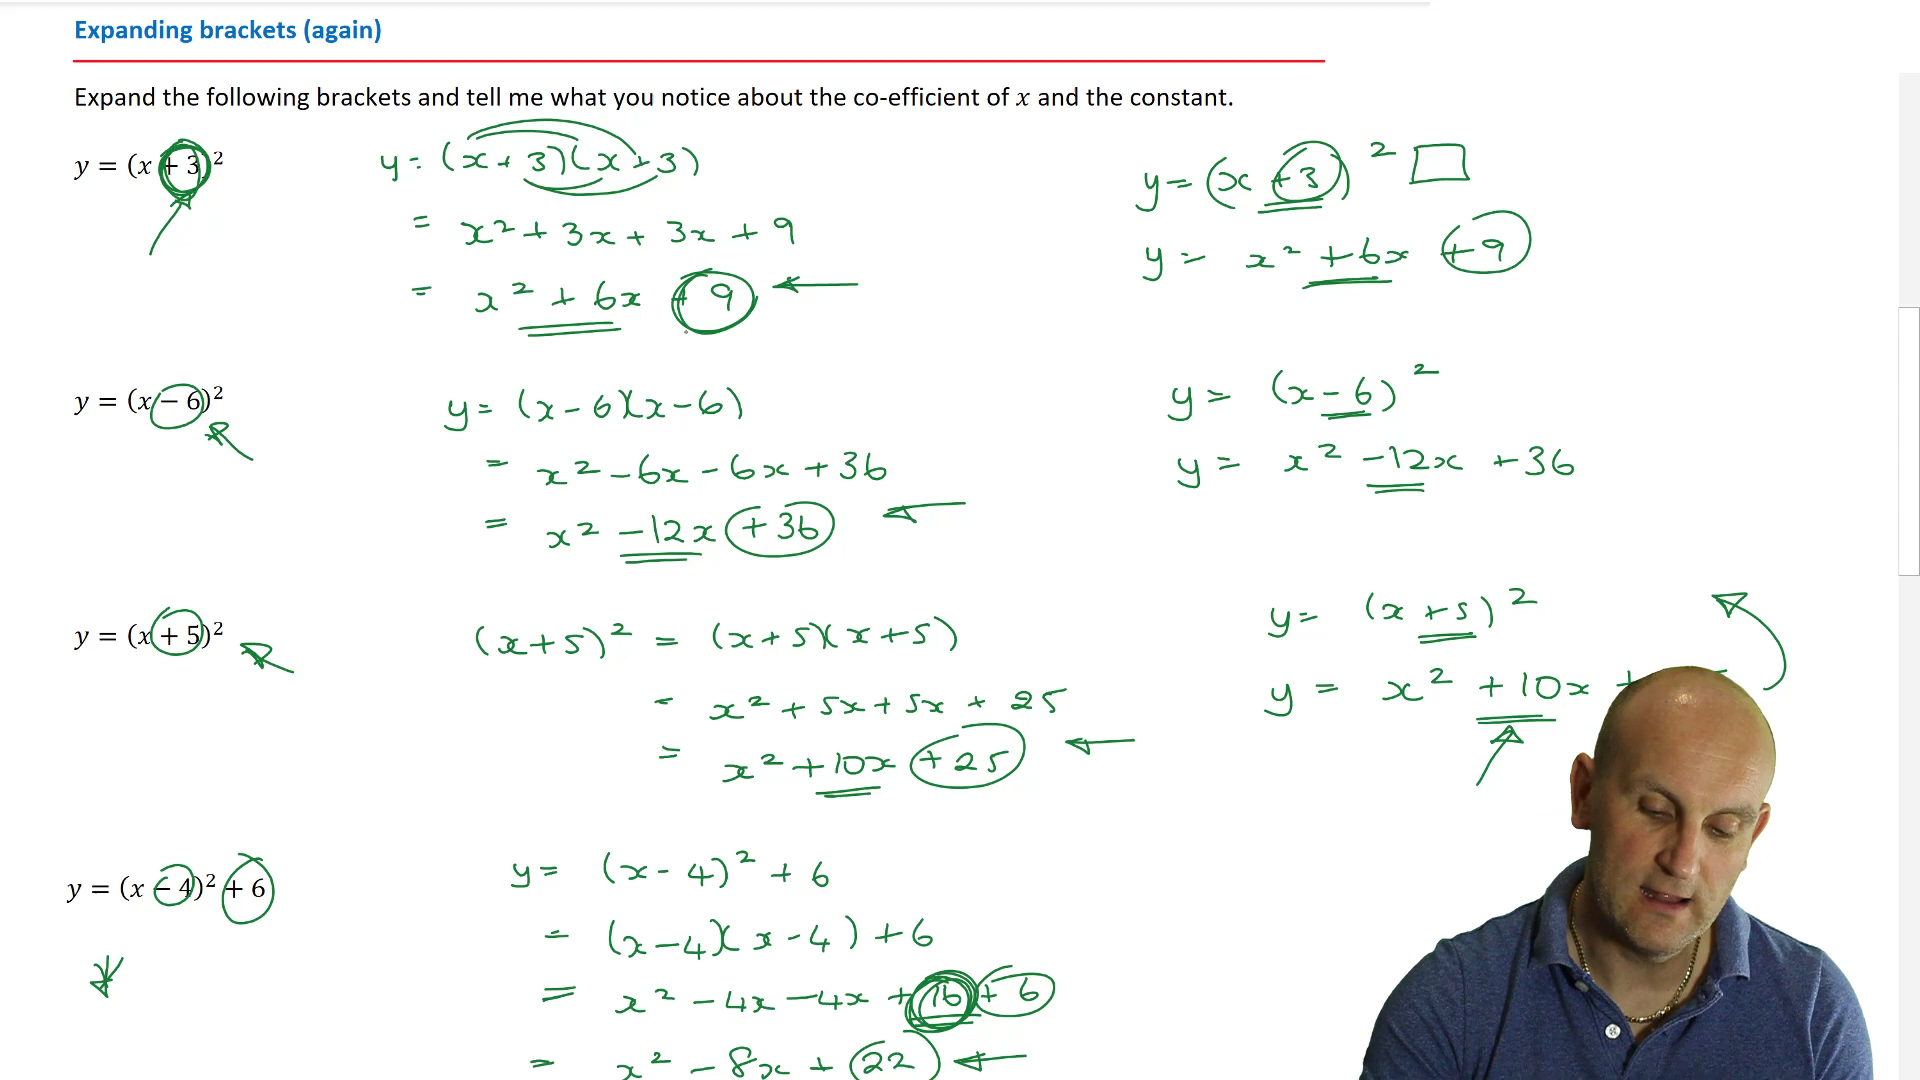 Expanding brackets (again)
Expand the following brackets and tell me what you notice about the co-efficient of x and the constant.
y = (x + 3)²
y = (x + 3)(x + 3)
= x² + 3x + 3x + 9
= x² + 6x + 9
y = (x + 3)²
y = x² + 6x + 9
y = (x − 6)²
y = (x − 6)(x − 6)
= x² − 6x − 6x + 36
= x² − 12x + 36
y = (x − 6)²
y = x² − 12x + 36
y = (x + 5)²
(x + 5)² = (x + 5)(x + 5)
= x² + 5x + 5x + 25
= x² + 10x + 25
y = (x + 5)²
y = x² + 10x +
y = (x − 4)² + 6
y = (x − 4)² + 6
= (x − 4)(x − 4) + 6
= x² − 4x − 4x + 16 + 6
= x² − 8x + 22